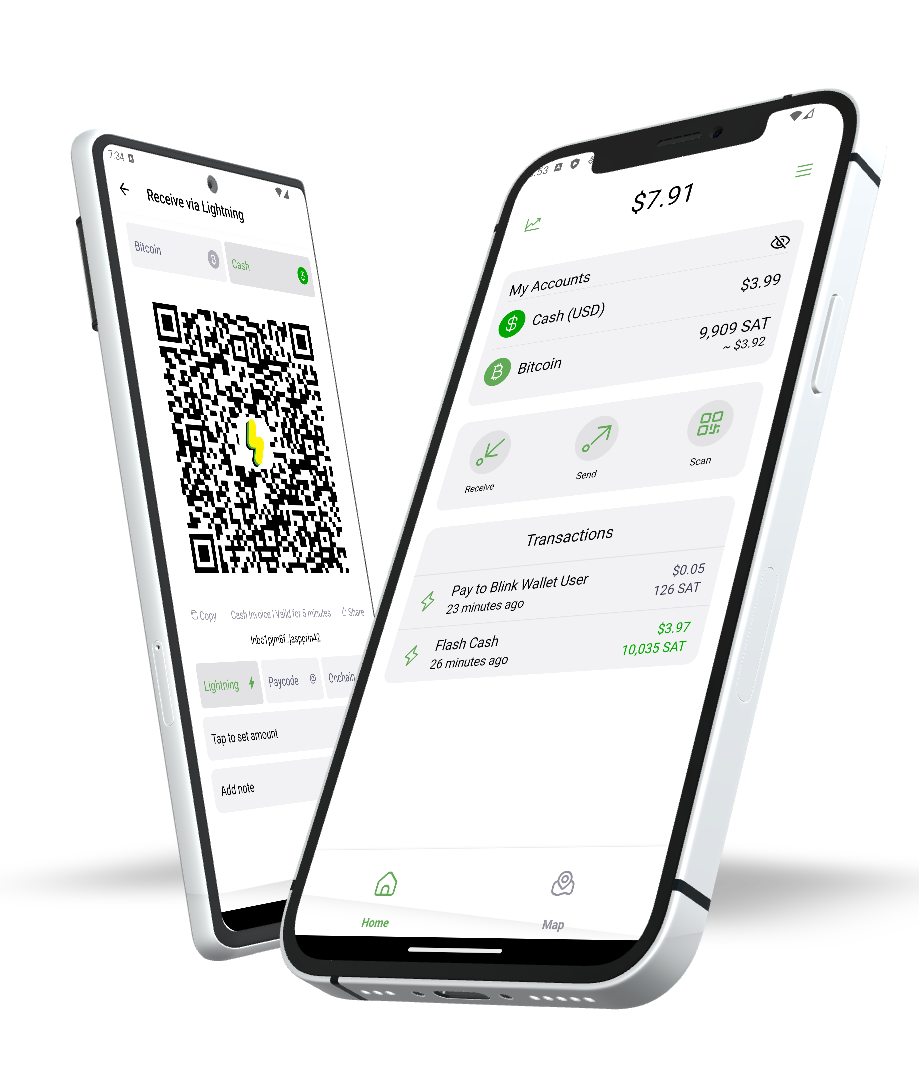 7:34
Receive via Lightning
Bitcoin
Cash
Copy
Cash Invoice | Valid for 5 minutes
Share
Lightning
Paycode
Onchain
Tap to set amount
Add note
$7.91
My Accounts
Cash (USD)
$3.99
Bitcoin
9,909 SAT
~ $3.92
Receive
Send
Scan
Transactions
Pay to Blink Wallet User
$0.05
23 minutes ago
126 SAT
Flash Cash
$3.97
26 minutes ago
10,035 SAT
Home
Map